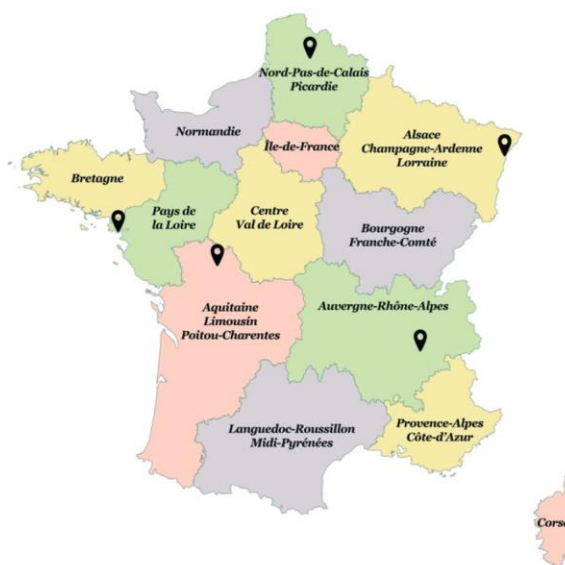 Nord-Pas-de-Calais
Picardie
Normandie
Île-de-France
Alsace
Champagne-Ardenne
Lorraine
Bretagne
Pays de
la Loire
Centre
Val de Loire
Bourgogne
Franche-Comté
Aquitaine
Limousin
Poitou-Charentes
Auvergne-Rhône-Alpes
Languedoc-Roussillon
Midi-Pyrénées
Provence-Alpes
Côte-d'Azur